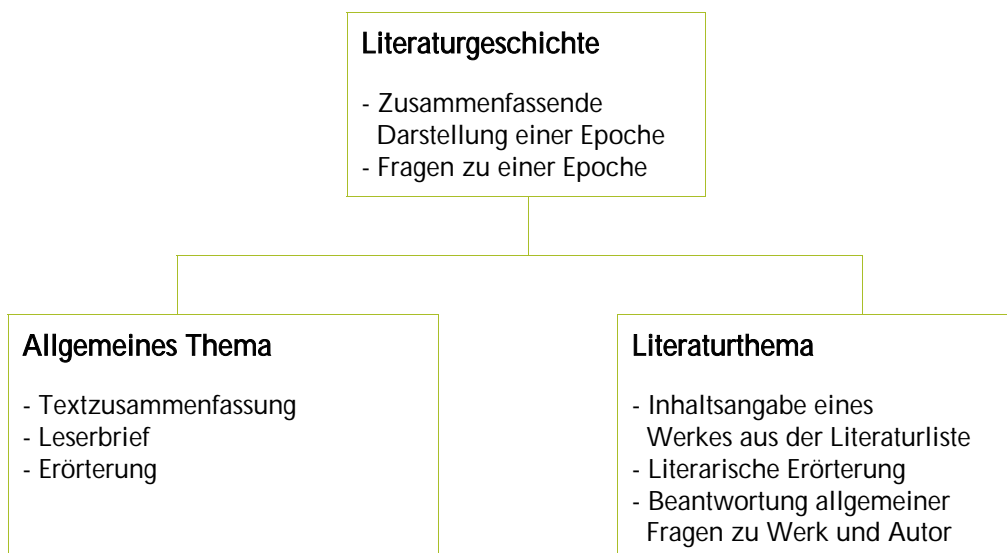 Literaturgeschichte
- Zusammenfassende
Darstellung einer Epoche
- Fragen zu einer Epoche
Allgemeines Thema
- Textzusammenfassung
- Leserbrief
- Erörterung
Literaturthema
- Inhaltsangabe eines
Werkes aus der Literaturliste
- Literarische Erörterung
- Beantwortung allgemeiner
Fragen zu Werk und Autor